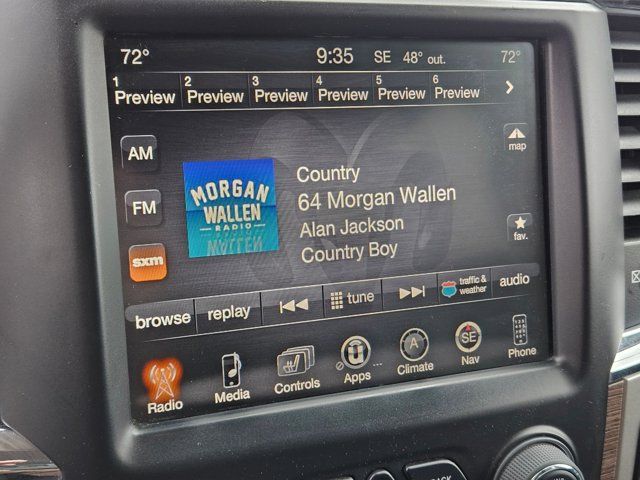 72° 9:35 SE 48° out. 72°
1 Preview 2 Preview 3 Preview 4 Preview 5 Preview 6 Preview
AM
map
MORGAN
WALLEN
RADIO
Country
64 Morgan Wallen
FM
Alan Jackson
fav.
Country Boy
sxm
browse replay tune traffic & weather audio
Radio Media Controls Apps A Climate SE Nav Phone